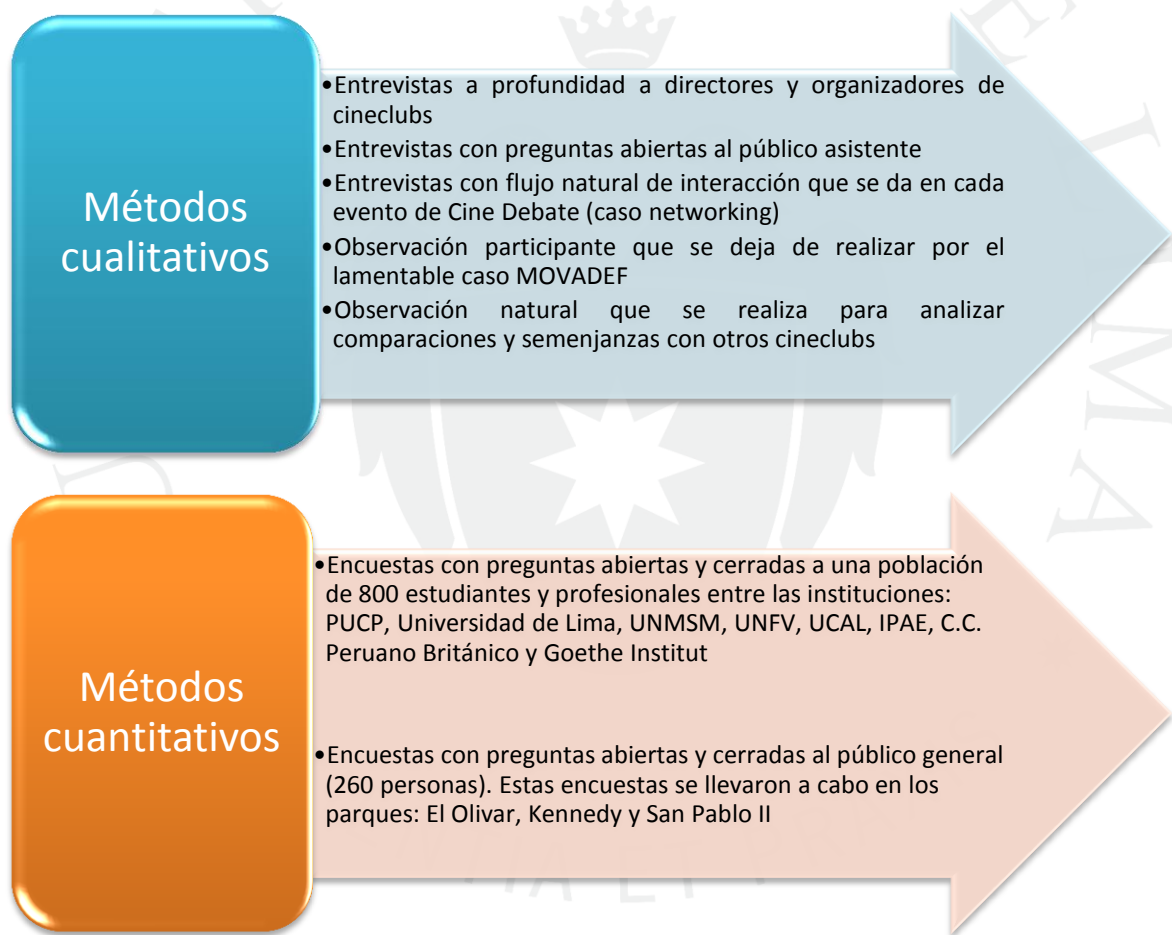 Métodos
cualitativos
•Entrevistas a profundidad a directores y organizadores de
cineclubs
•Entrevistas con preguntas abiertas al público asistente
•Entrevistas con flujo natural de interacción que se da en cada
evento de Cine Debate (caso networking)
•Observación participante que se deja de realizar por el
lamentable caso MOVADEF
•Observación natural que se realiza para analizar
comparaciones y semenjanzas con otros cineclubs
Métodos
cuantitativos
•Encuestas con preguntas abiertas y cerradas a una población
de 800 estudiantes y profesionales entre las instituciones:
PUCP, Universidad de Lima, UNMSM, UNFV, UCAL, IPAE, C.C.
Peruano Británico y Goethe Institut
•Encuestas con preguntas abiertas y cerradas al público general
(260 personas). Estas encuestas se llevaron a cabo en los
parques: El Olivar, Kennedy y San Pablo II